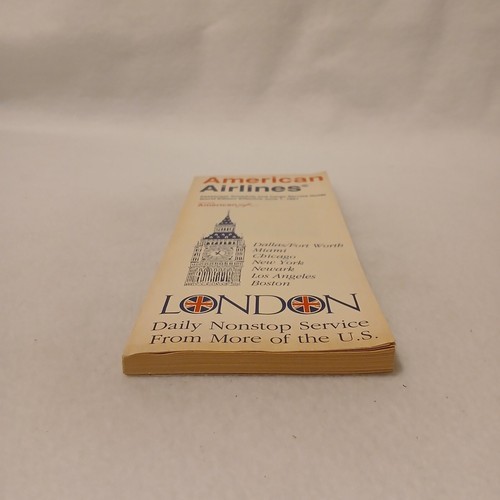 American
Airlines®
Dallas/Fort Worth
Miami
Chicago
New York
Newark
Los Angeles
Boston
LONDON
Daily Nonstop Service
From More of the U.S.